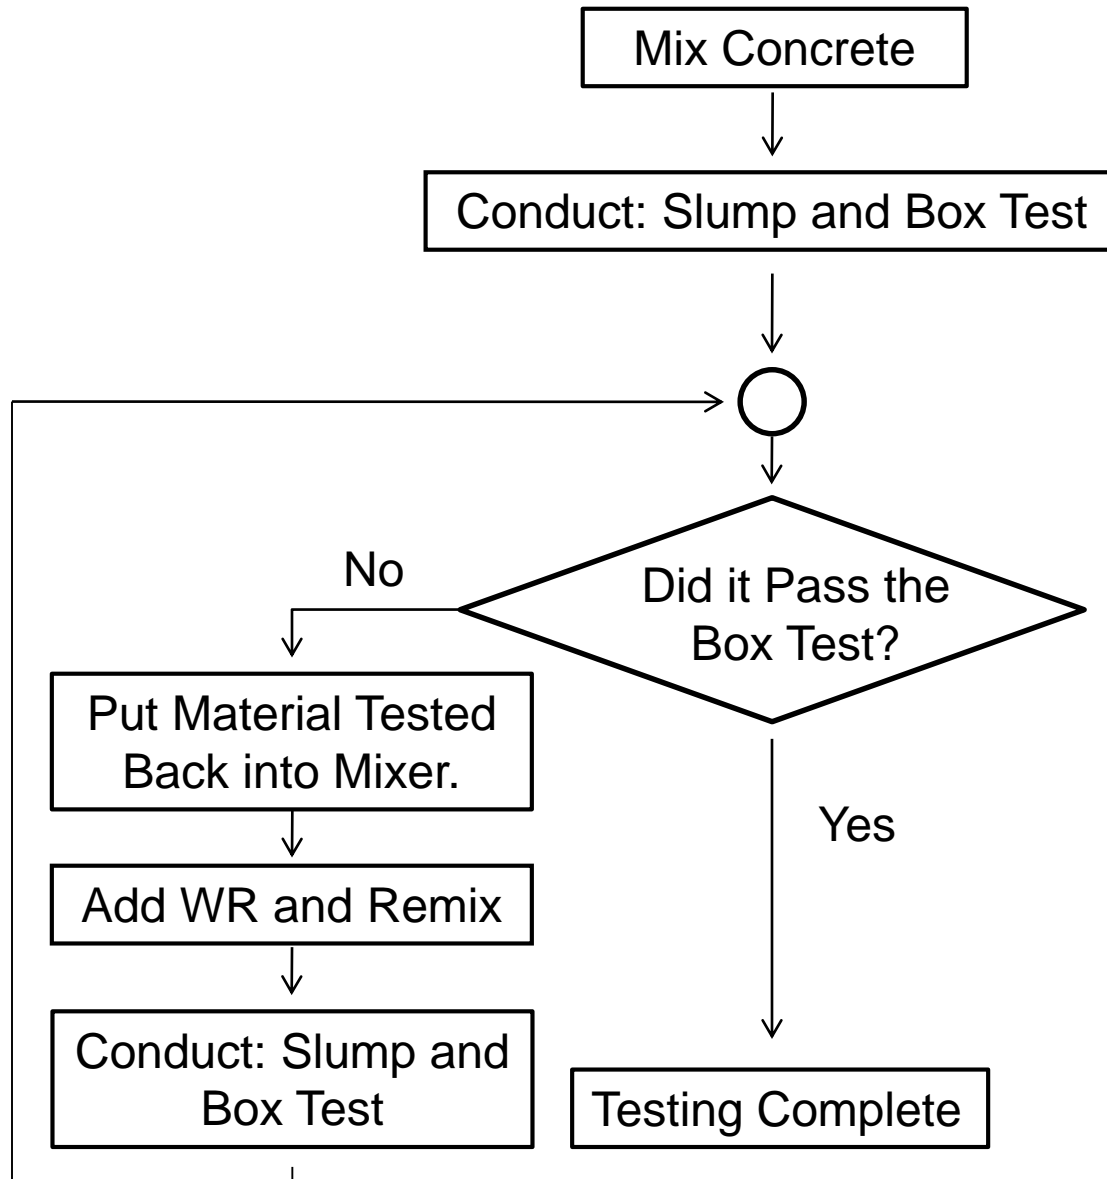 Mix Concrete
Conduct: Slump and Box Test
No
Did it Pass the
Box Test?
Put Material Tested
Back into Mixer.
Yes
Add WR and Remix
Conduct: Slump and
Box Test
Testing Complete